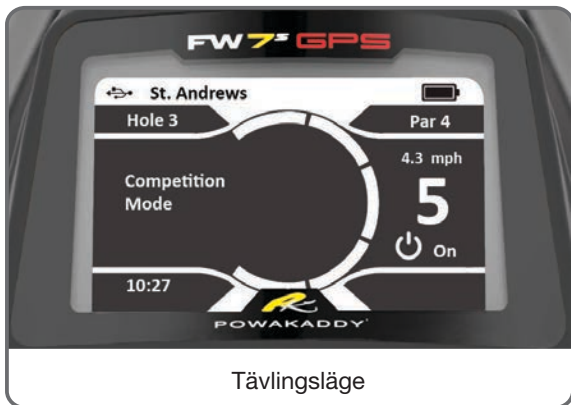 FW7s GPS
St. Andrews
Hole 3
Par 4
4.3 mph
Competition
Mode
5
On
10:27
POWAKADDY
Tävlingsläge